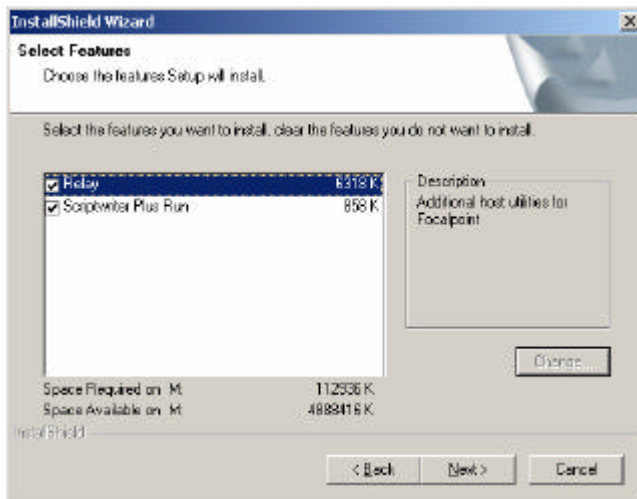 InstallShield Wizard
Select Features
Choose the features Setup will install.
Select the features you want to install, clear the features you do not want to install.
Relay 6318 K
Scriptwriter Plus Run 858 K
Description
Additional host utilities for
Focalpoint
Change...
Space Required on M: 112936 K
Space Available on M: 4888416 K
InstallShield
< Back Next > Cancel